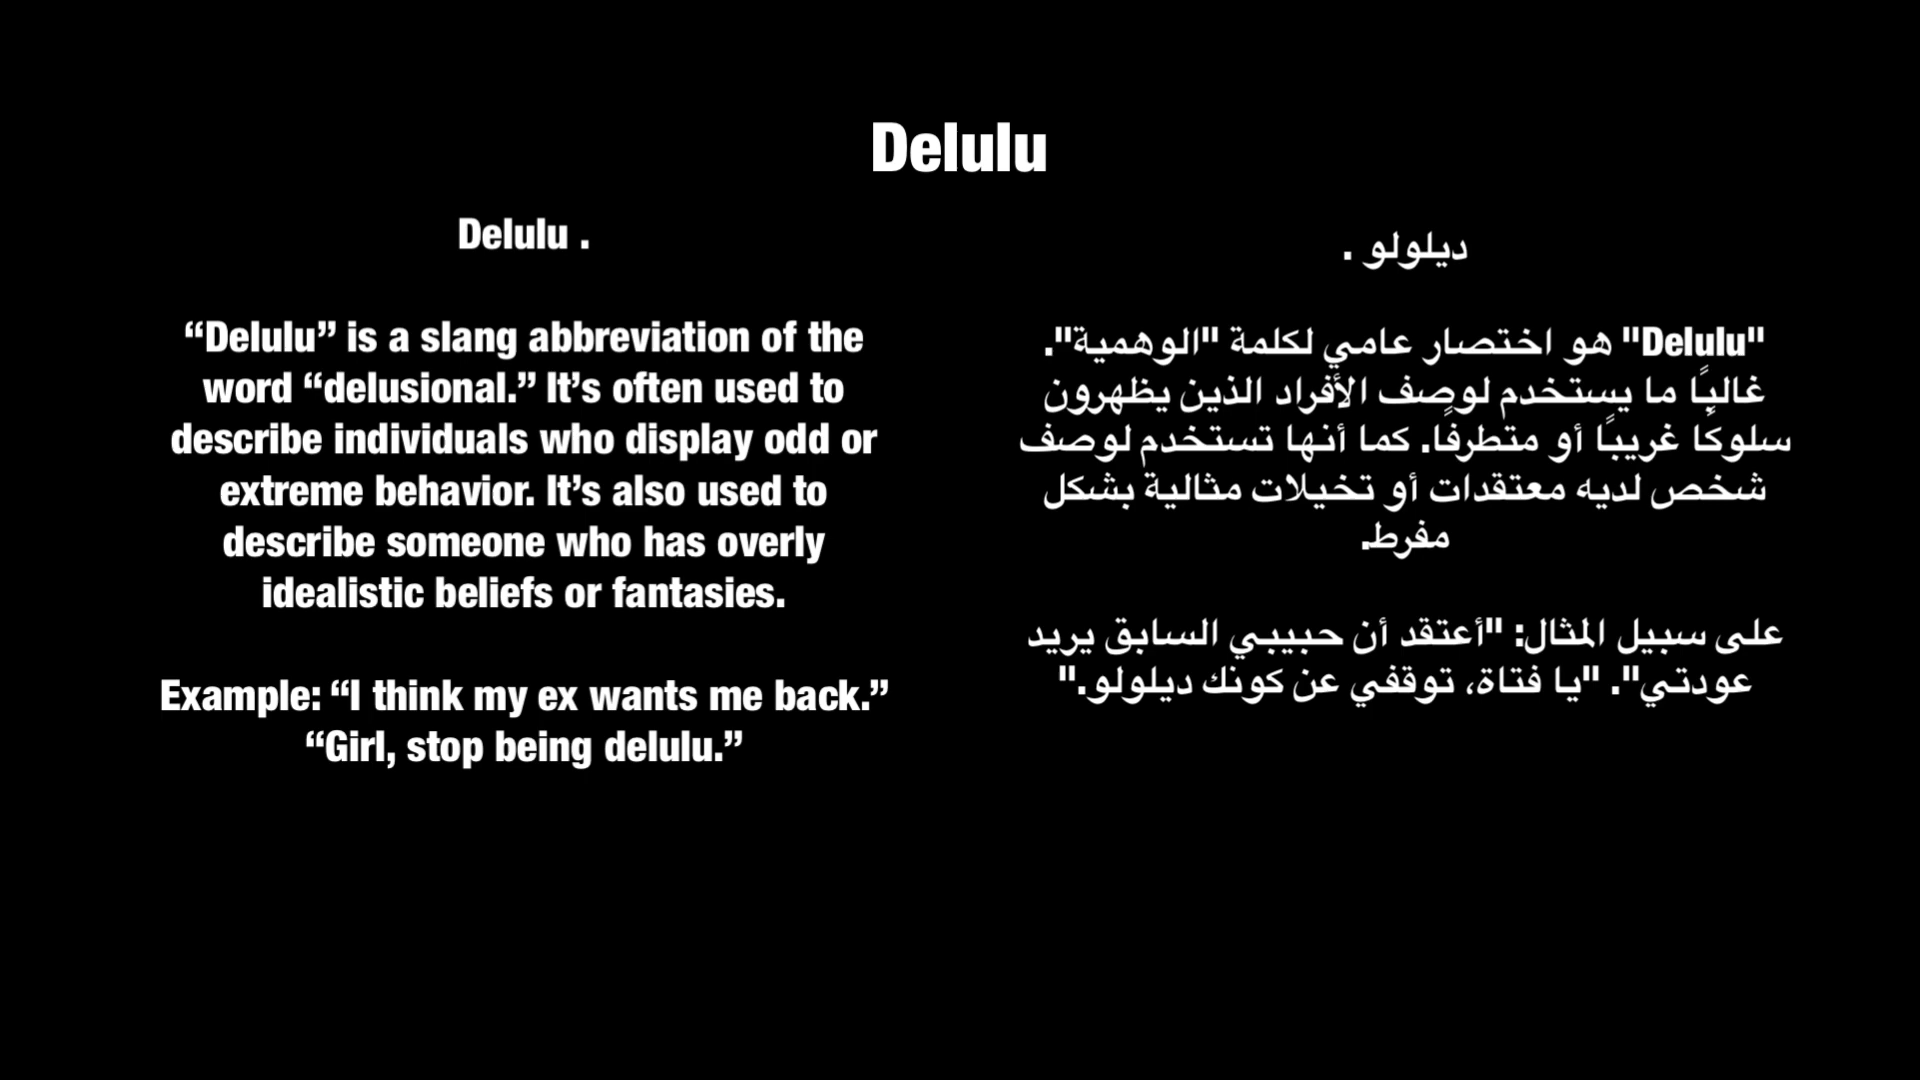 Delulu
Delulu .
“Delulu” is a slang abbreviation of the
word “delusional.” It’s often used to
describe individuals who display odd or
extreme behavior. It’s also used to
describe someone who has overly
idealistic beliefs or fantasies.
Example: “I think my ex wants me back.”
“Girl, stop being delulu.”
ديلولو .
"Delulu" هو اختصار عامي لكلمة "الوهمية".
غالبًا ما يستخدم لوصف الأفراد الذين يظهرون
سلوكًا غريبًا أو متطرفًا. كما أنها تستخدم لوصف
شخص لديه معتقدات أو تخيلات مثالية بشكل
مفرط.
على سبيل المثال: "أعتقد أن حبيبي السابق يريد
عودتي". "يا فتاة، توقفي عن كونك ديلولو."